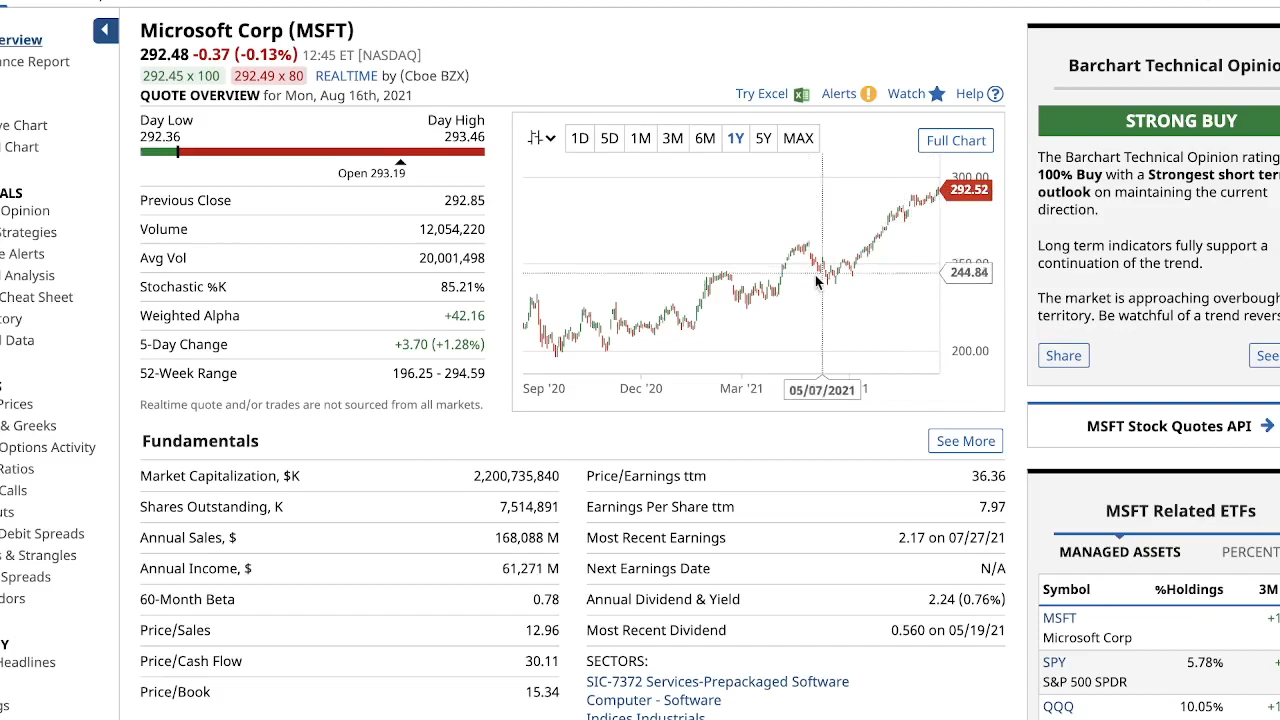 erview
ance Report
ve Chart
l Chart
ALS
Opinion
Strategies
e Alerts
l Analysis
Cheat Sheet
tory
l Data
S
Prices
& Greeks
Options Activity
Ratios
Calls
uts
Debit Spreads
s & Strangles
Spreads
dors
Y
Headlines
gs
Microsoft Corp (MSFT)
292.48 -0.37 (-0.13%) 12:45 ET [NASDAQ]
292.45 x 100 292.49 x 80 REALTIME by (Cboe BZX)
QUOTE OVERVIEW for Mon, Aug 16th, 2021
Try Excel Alerts Watch Help
Day Low Day High
292.36 293.46
Open 293.19
Previous Close 292.85
Volume 12,054,220
Avg Vol 20,001,498
Stochastic %K 85.21%
Weighted Alpha +42.16
5-Day Change +3.70 (+1.28%)
52-Week Range 196.25 - 294.59
Realtime quote and/or trades are not sourced from all markets.
1D 5D 1M 3M 6M 1Y 5Y MAX Full Chart
300.00
292.52
250.00
244.84
200.00
Sep '20 Dec '20 Mar '21 05/07/2021 1
Fundamentals See More
Market Capitalization, $K 2,200,735,840
Shares Outstanding, K 7,514,891
Annual Sales, $ 168,088 M
Annual Income, $ 61,271 M
60-Month Beta 0.78
Price/Sales 12.96
Price/Cash Flow 30.11
Price/Book 15.34
Price/Earnings ttm 36.36
Earnings Per Share ttm 7.97
Most Recent Earnings 2.17 on 07/27/21
Next Earnings Date N/A
Annual Dividend & Yield 2.24 (0.76%)
Most Recent Dividend 0.560 on 05/19/21
SECTORS:
SIC-7372 Services-Prepackaged Software
Computer - Software
Indices Industrials
Barchart Technical Opinio
STRONG BUY
The Barchart Technical Opinion rating
100% Buy with a Strongest short ter
outlook on maintaining the current
direction.
Long term indicators fully support a
continuation of the trend.
The market is approaching overbough
territory. Be watchful of a trend revers
Share See
MSFT Stock Quotes API
MSFT Related ETFs
MANAGED ASSETS PERCENT
Symbol %Holdings 3M
MSFT +1
Microsoft Corp
SPY 5.78% +
S&P 500 SPDR
QQQ 10.05% +1